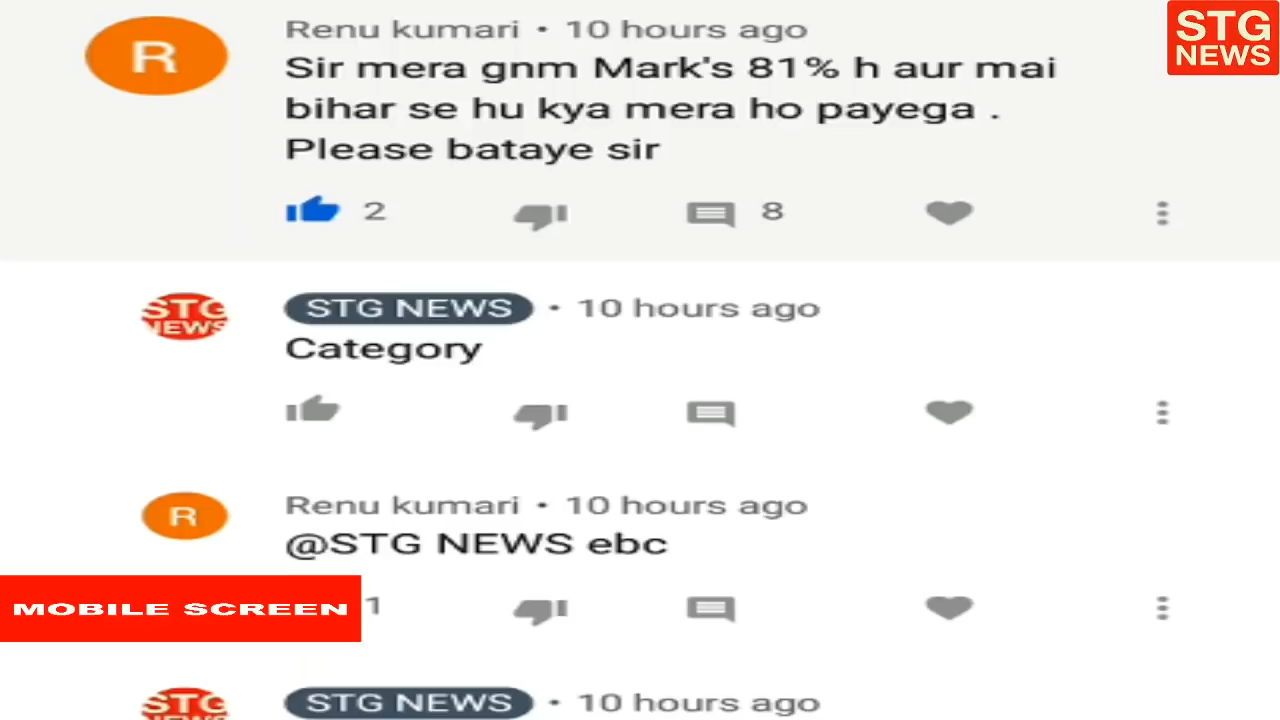 R
Renu kumari • 10 hours ago
STG
NEWS
Sir mera gnm Mark's 81% h aur mai
bihar se hu kya mera ho payega .
Please bataye sir
2 8
STG
NEWS
STG NEWS • 10 hours ago
Category
R
Renu kumari • 10 hours ago
@STG NEWS ebc
MOBILE SCREEN
1
STG
NEWS
STG NEWS • 10 hours ago